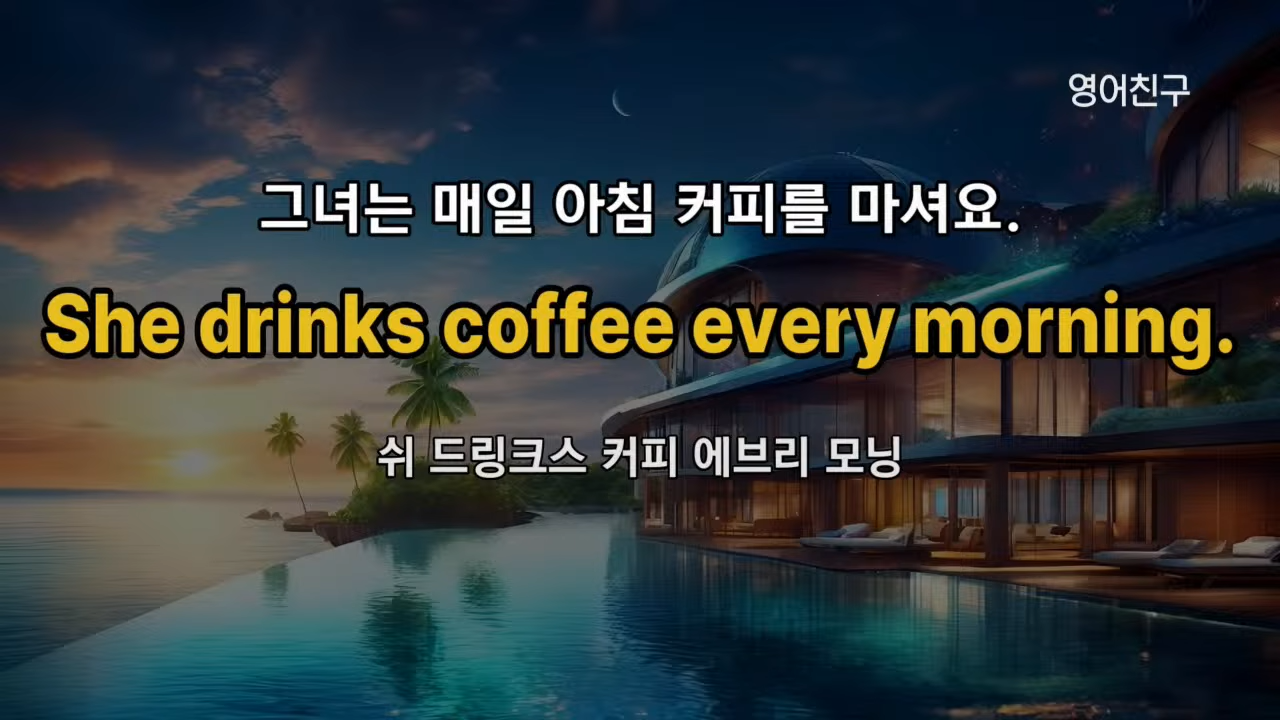 영어친구
그녀는 매일 아침 커피를 마셔요.
She drinks coffee every morning.
쉬 드링크스 커피 에브리 모닝